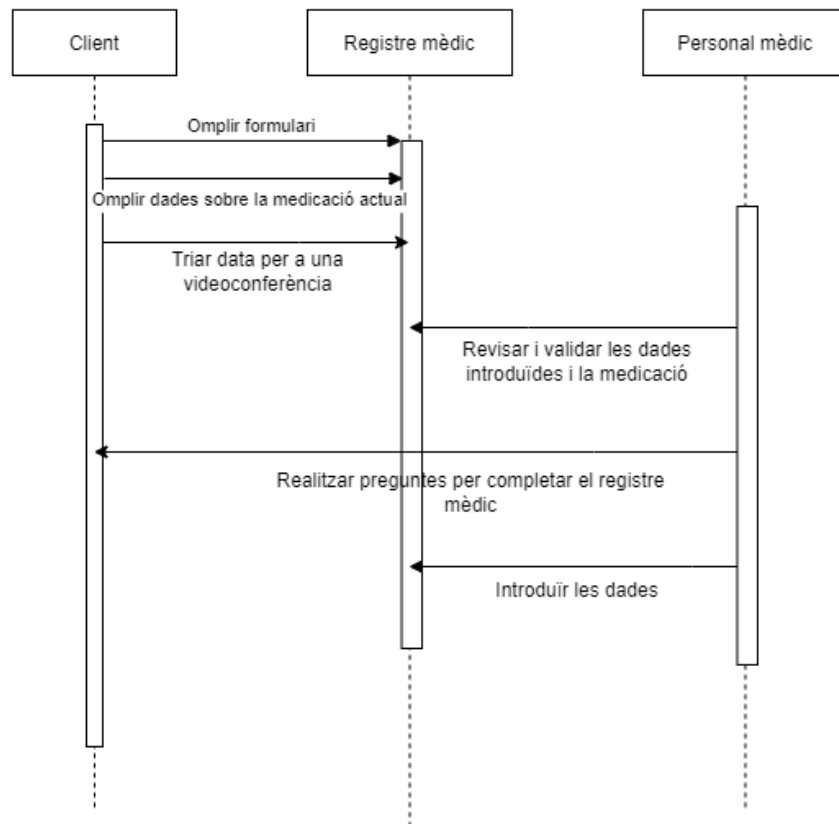 Client
Registre mèdic
Personal mèdic
Omplir formulari
Omplir dades sobre la medicació actual
Triar data per a una
videoconferència
Revisar i validar les dades
introduïdes i la medicació
Realitzar preguntes per completar el registre
mèdic
Introduïr les dades